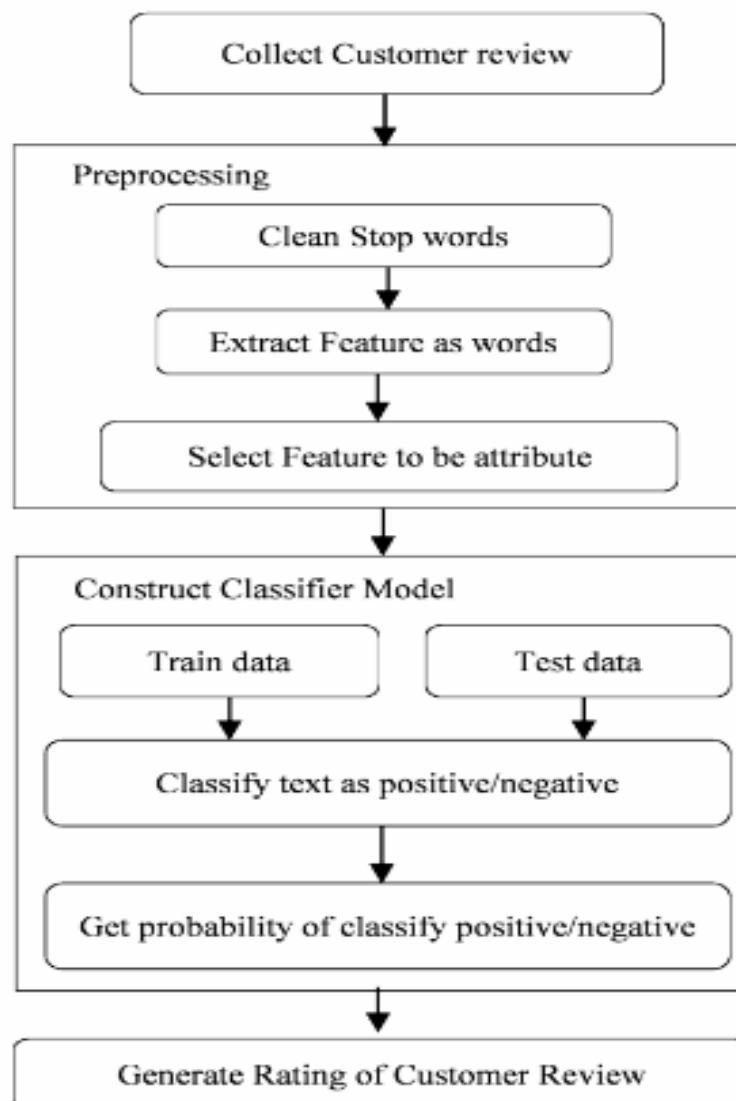 Collect Customer review
Preprocessing
Clean Stop words
Extract Feature as words
Select Feature to be attribute
Construct Classifier Model
Train data
Test data
Classify text as positive/negative
Get probability of classify positive/negative
Generate Rating of Customer Review